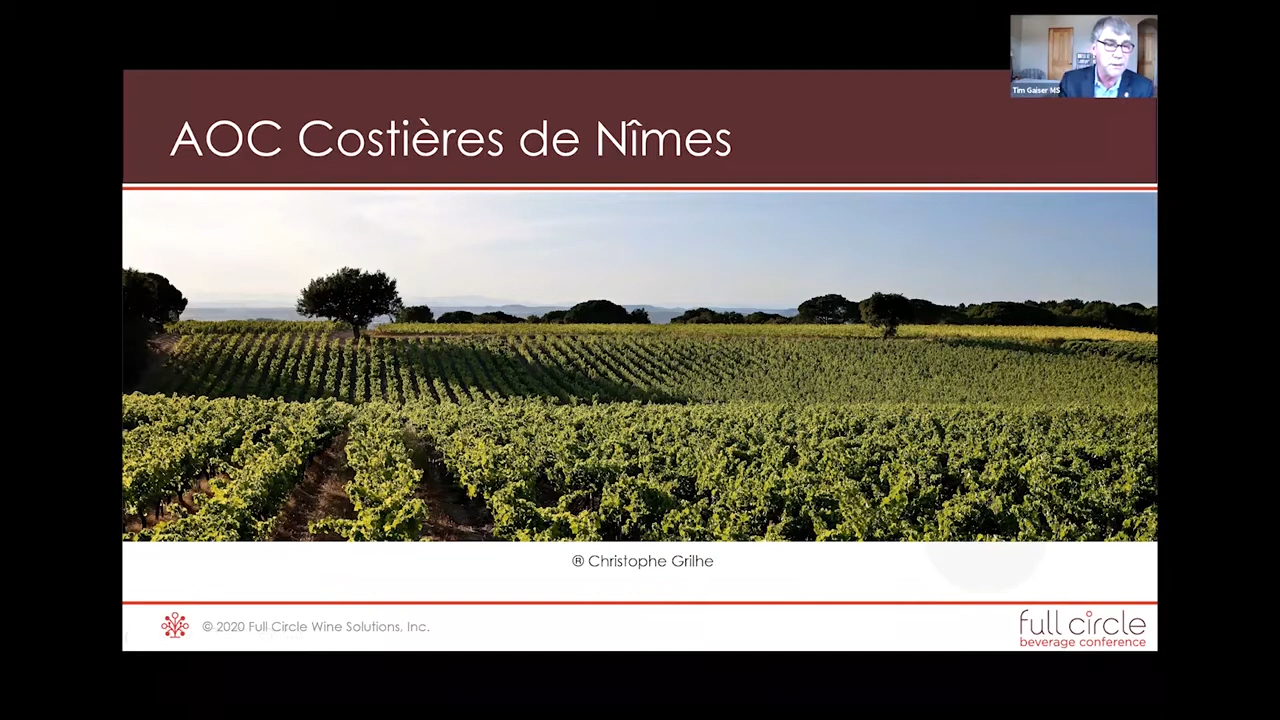 Tim Gaiser MS
AOC Costières de Nîmes
® Christophe Grilhe
© 2020 Full Circle Wine Solutions, Inc.
full circle
beverage conference